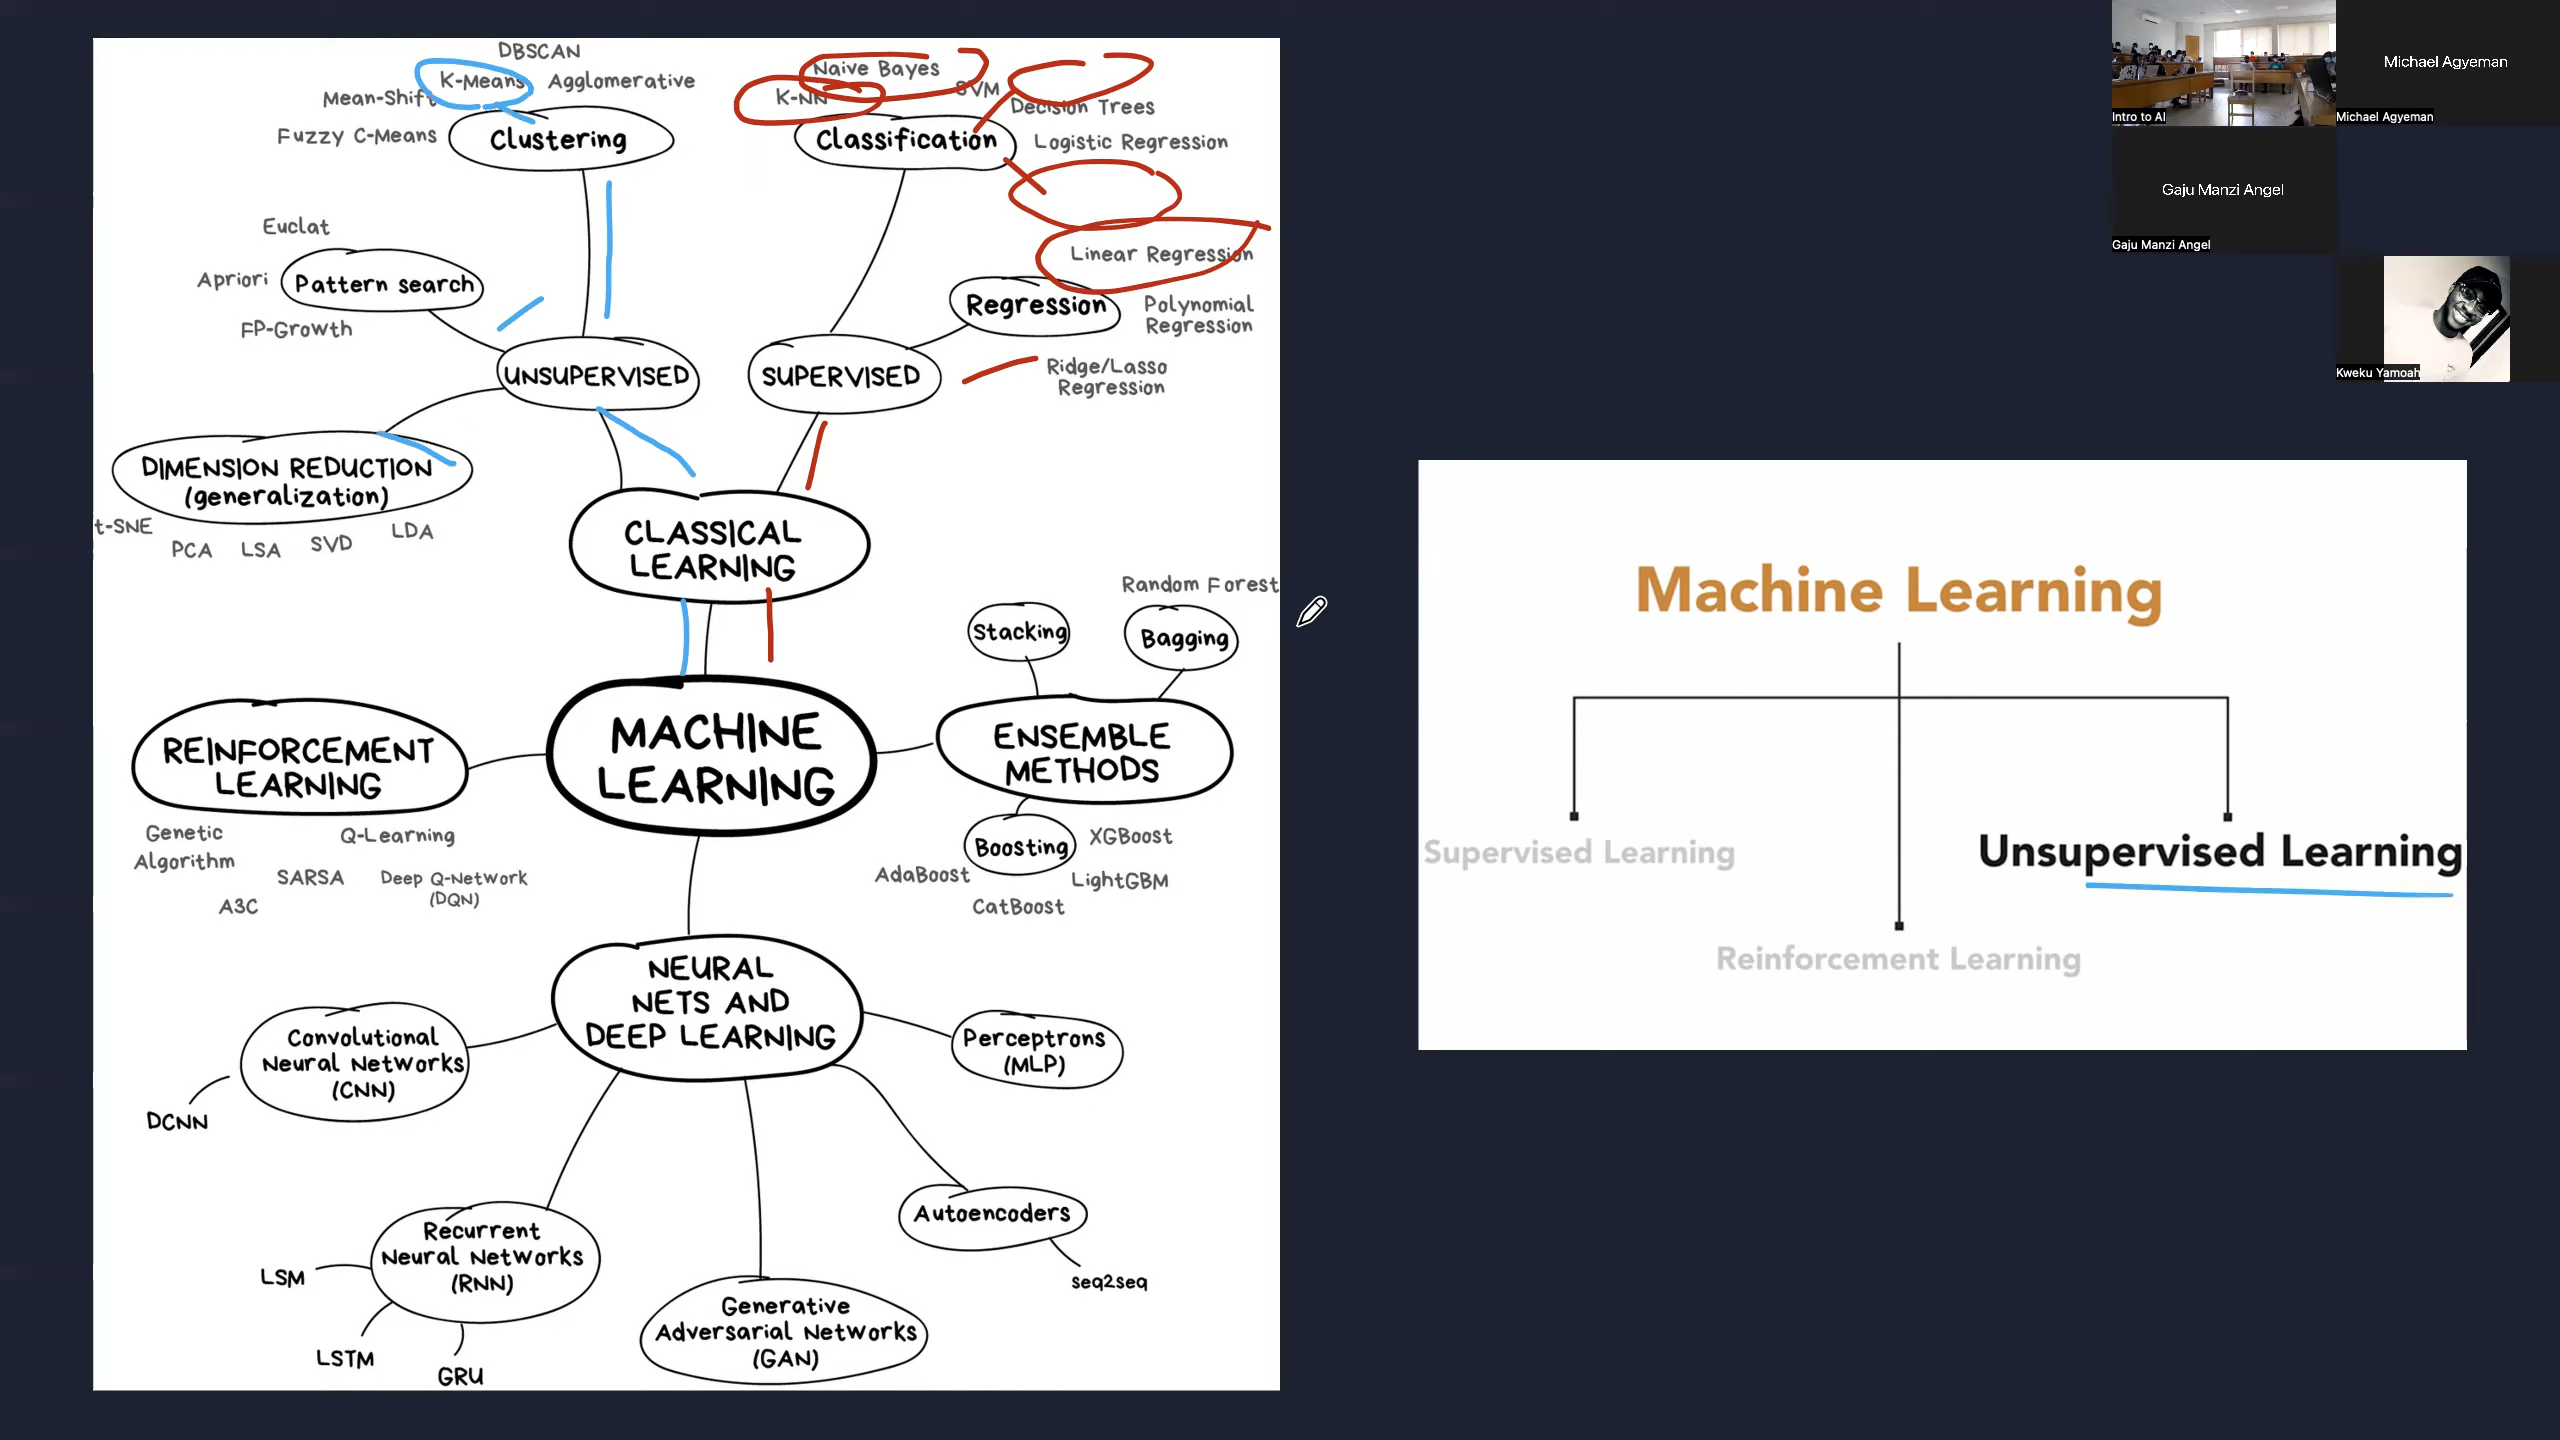 DBSCAN
K-Means
Agglomerative
Mean-Shift
Fuzzy C-Means
Clustering
Naive Bayes
K-NN
SVM
Decision Trees
Classification
Logistic Regression
Euclat
Apriori
Pattern search
FP-Growth
Linear Regression
Regression
Polynomial
Regression
Ridge/Lasso
Regression
UNSUPERVISED
SUPERVISED
DIMENSION REDUCTION
(generalization)
t-SNE
PCA
LSA
SVD
LDA
CLASSICAL
LEARNING
Random Forest
Stacking
Bagging
REINFORCEMENT
LEARNING
MACHINE
LEARNING
ENSEMBLE
METHODS
Genetic
Algorithm
Q-Learning
SARSA
Deep Q-Network
(DQN)
A3C
Boosting
XGBoost
AdaBoost
LightGBM
CatBoost
NEURAL
NETS AND
DEEP LEARNING
Convolutional
Neural Networks
(CNN)
DCNN
Perceptrons
(MLP)
Recurrent
Neural Networks
(RNN)
LSM
LSTM
GRU
Autoencoders
seq2seq
Generative
Adversarial Networks
(GAN)
Intro to AI
Michael Agyeman
Michael Agyeman
Gaju Manzi Angel
Gaju Manzi Angel
Kweku Yamoah
Machine Learning
Supervised Learning
Unsupervised Learning
Reinforcement Learning